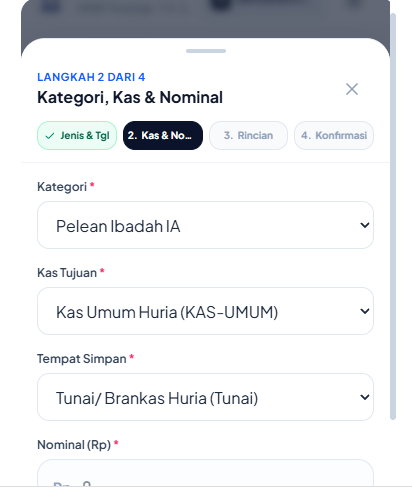 LANGKAH 2 DARI 4
Kategori, Kas & Nominal
✓ Jenis & Tgl
2. Kas & No...
3. Rincian
4. Konfirmasi
Kategori *
Pelean Ibadah IA
Kas Tujuan *
Kas Umum Huria (KAS-UMUM)
Tempat Simpan *
Tunai/ Brankas Huria (Tunai)
Nominal (Rp) *